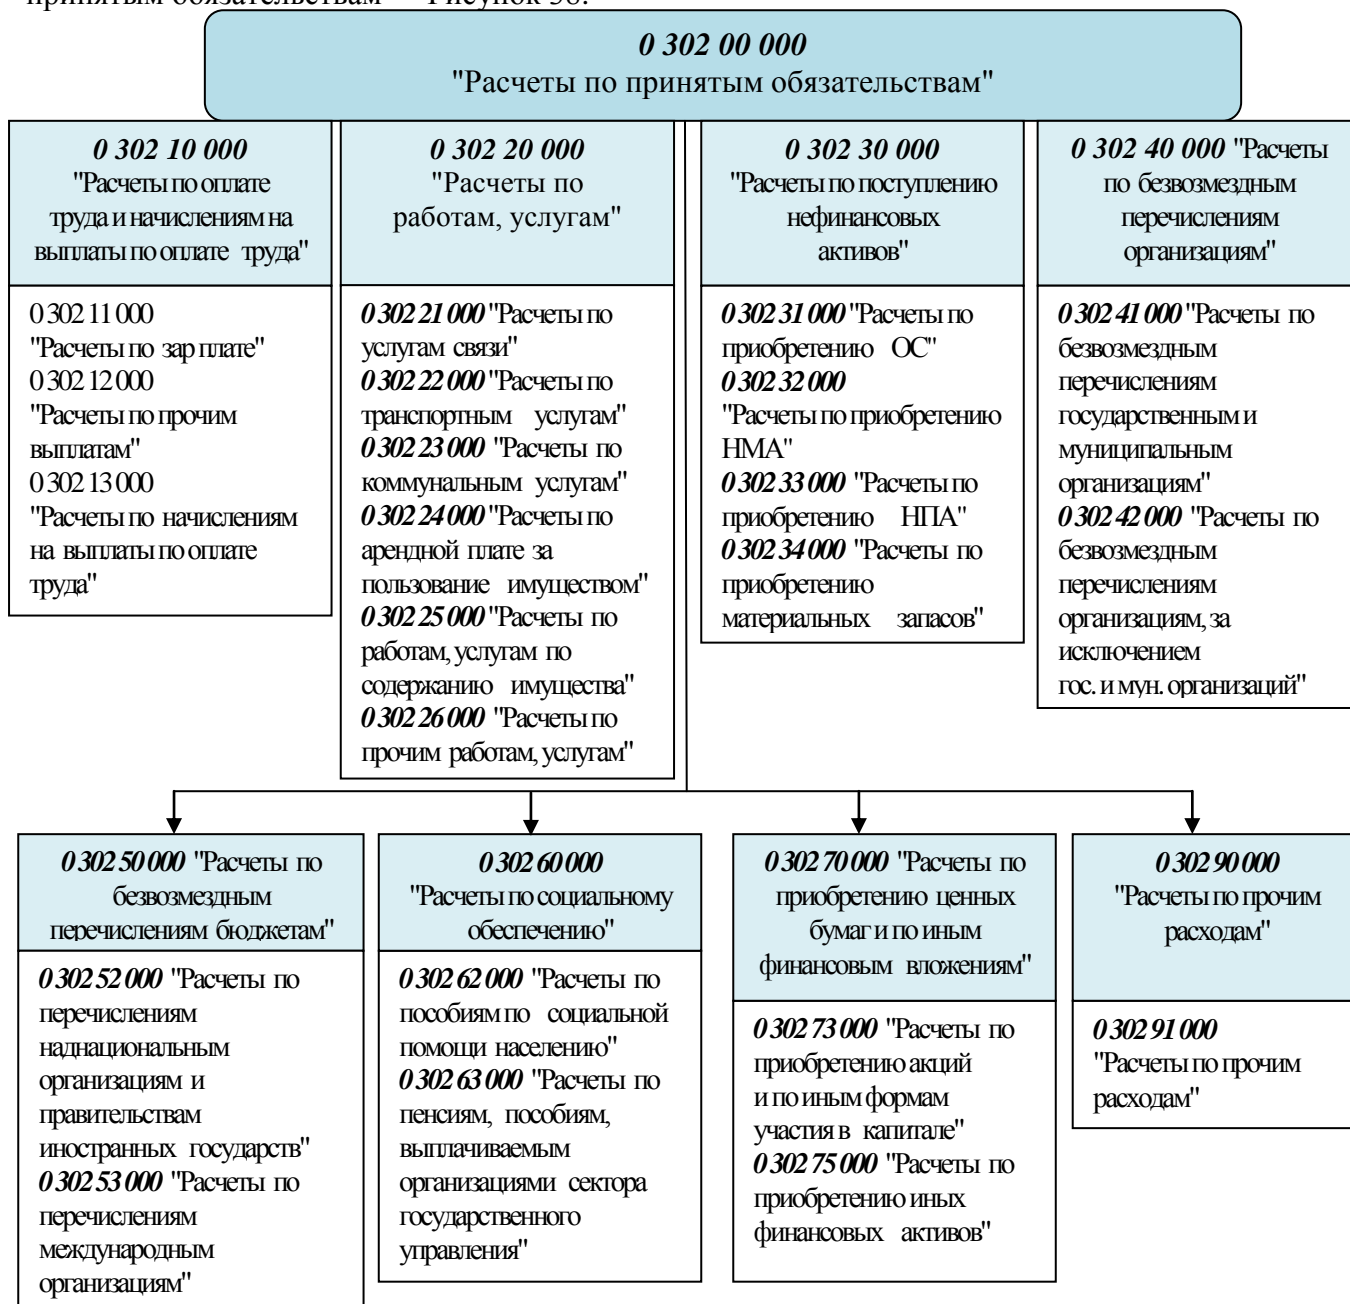 принятым обязательствам – Рисунок 38.
0 302 00 000
"Расчеты по принятым обязательствам"
0 302 10 000
"Расчеты по оплате
труда и начислениям на
выплаты по оплате труда"
0 302 11 000
"Расчеты по зар плате"
0 302 12 000
"Расчеты по прочим
выплатам"
0 302 13 000
"Расчеты по начислениям
на выплаты по оплате
труда"
0 302 20 000
"Расчеты по
работам, услугам"
0 302 21 000 "Расчеты по
услугам связи"
0 302 22 000 "Расчеты по
транспортным услугам"
0 302 23 000 "Расчеты по
коммунальным услугам"
0 302 24 000 "Расчеты по
арендной плате за
пользование имуществом"
0 302 25 000 "Расчеты по
работам, услугам по
содержанию имущества"
0 302 26 000 "Расчеты по
прочим работам, услугам"
0 302 30 000
"Расчеты по поступлению
нефинансовых
активов"
0 302 31 000 "Расчеты по
приобретению ОС"
0 302 32 000
"Расчеты по приобретению
НМА"
0 302 33 000 "Расчеты по
приобретению НПА"
0 302 34 000 "Расчеты по
приобретению
материальных запасов"
0 302 40 000 "Расчеты
по безвозмездным
перечислениям
организациям"
0 302 41 000 "Расчеты по
безвозмездным
перечислениям
государственным и
муниципальным
организациям"
0 302 42 000 "Расчеты по
безвозмездным
перечислениям
организациям, за
исключением
гос. и мун. организаций"
0 302 50 000 "Расчеты по
безвозмездным
перечислениям бюджетам"
0 302 52 000 "Расчеты по
перечислениям
наднациональным
организациям и
правительствам
иностранных государств"
0 302 53 000 "Расчеты по
перечислениям
международным
организациям"
0 302 60 000
"Расчеты по социальному
обеспечению"
0 302 62 000 "Расчеты по
пособиям по социальной
помощи населению"
0 302 63 000 "Расчеты по
пенсиям, пособиям,
выплачиваемым
организациями сектора
государственного
управления"
0 302 70 000 "Расчеты по
приобретению ценных
бумаг и по иным
финансовым вложениям"
0 302 73 000 "Расчеты по
приобретению акций
и по иным формам
участия в капитале"
0 302 75 000 "Расчеты по
приобретению иных
финансовых активов"
0 302 90 000
"Расчеты по прочим
расходам"
0 302 91 000
"Расчеты по прочим
расходам"